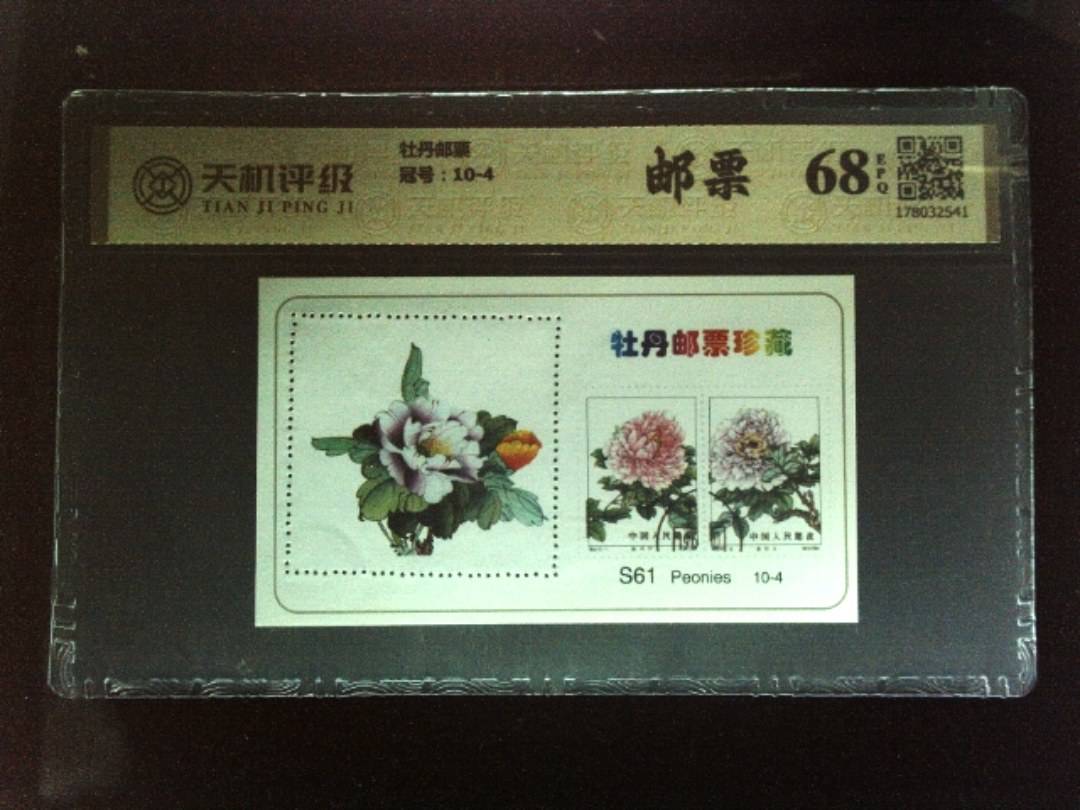 天机评级
TIAN JI PING JI
牡丹邮票
冠号：10-4
邮票
68
EPQ
178032541
牡丹邮票珍藏
中国人民邮政
中国人民邮政
S61 Peonies 10-4